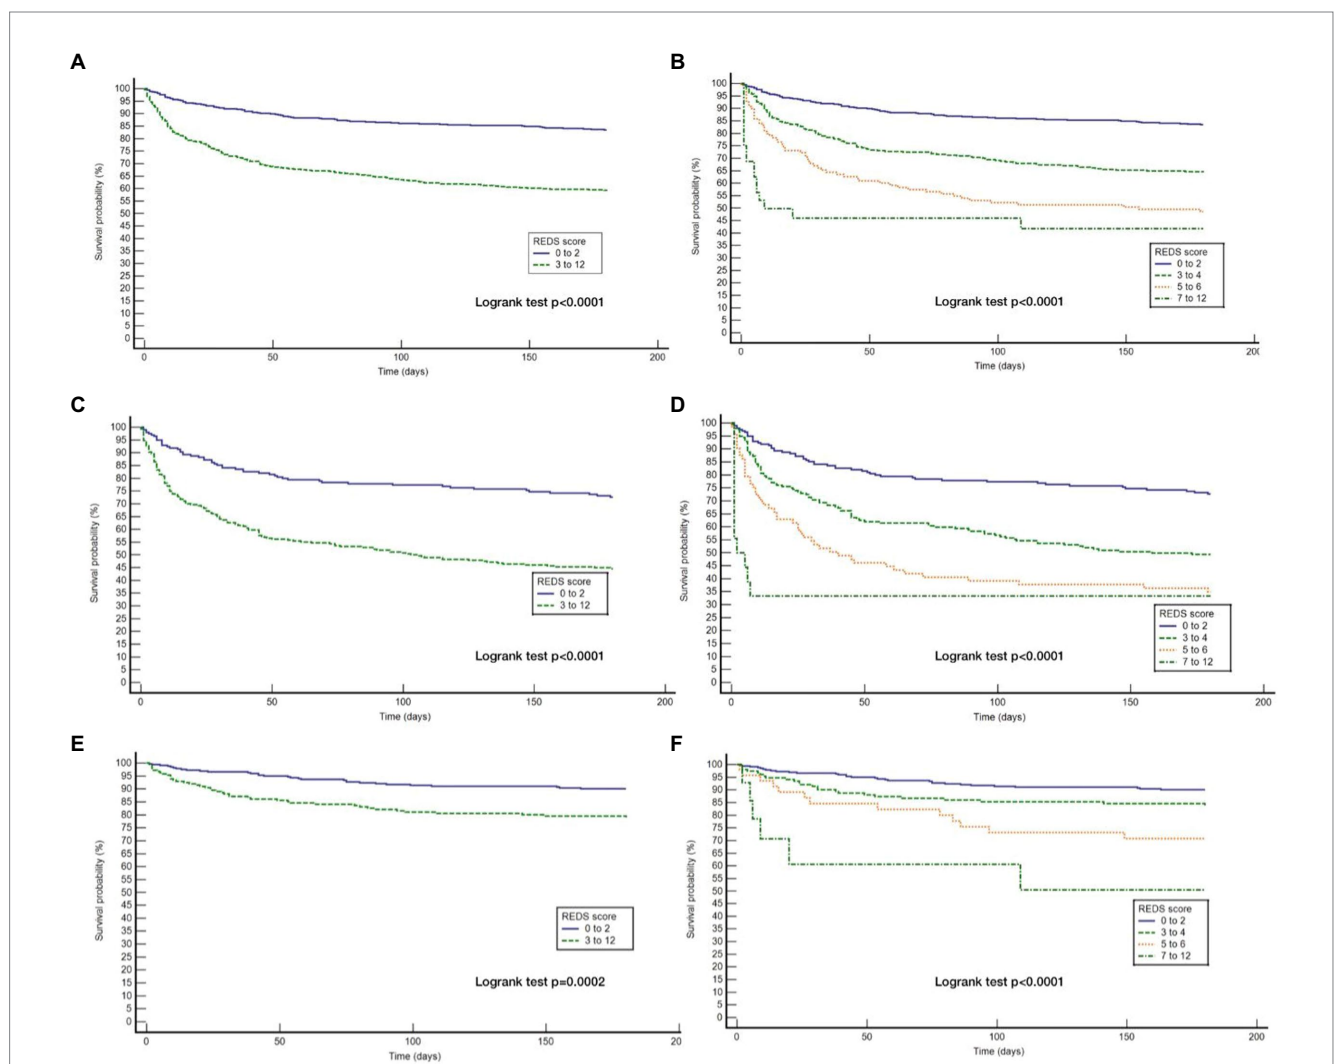 A
Survival probability (%)
100
95
90
85
80
75
70
65
60
55
50
45
40
35
30
25
20
15
10
5
0
REDS score
0 to 2
3 to 12
Logrank test p<0.0001
0 50 100 150 200
Time (days)
B
Survival probability (%)
100
95
90
85
80
75
70
65
60
55
50
45
40
35
30
25
20
15
10
5
0
REDS score
0 to 2
3 to 4
5 to 6
7 to 12
Logrank test p<0.0001
0 50 100 150 20
Time (days)
C
Survival probability (%)
100
95
90
85
80
75
70
65
60
55
50
45
40
35
30
25
20
15
10
5
0
REDS score
0 to 2
3 to 12
Logrank test p<0.0001
0 50 100 150 200
Time (days)
D
Survival probability (%)
100
95
90
85
80
75
70
65
60
55
50
45
40
35
30
25
20
15
10
5
0
REDS score
0 to 2
3 to 4
5 to 6
7 to 12
Logrank test p<0.0001
0 50 100 150 200
Time (days)
E
Survival probability (%)
100
95
90
85
80
75
70
65
60
55
50
45
40
35
30
25
20
15
10
5
0
REDS score
0 to 2
3 to 12
Logrank test p=0.0002
0 50 100 150 20
Time (days)
F
Survival probability (%)
100
95
90
85
80
75
70
65
60
55
50
45
40
35
30
25
20
15
10
5
0
REDS score
0 to 2
3 to 4
5 to 6
7 to 12
Logrank test p<0.0001
0 50 100 150 200
Time (days)